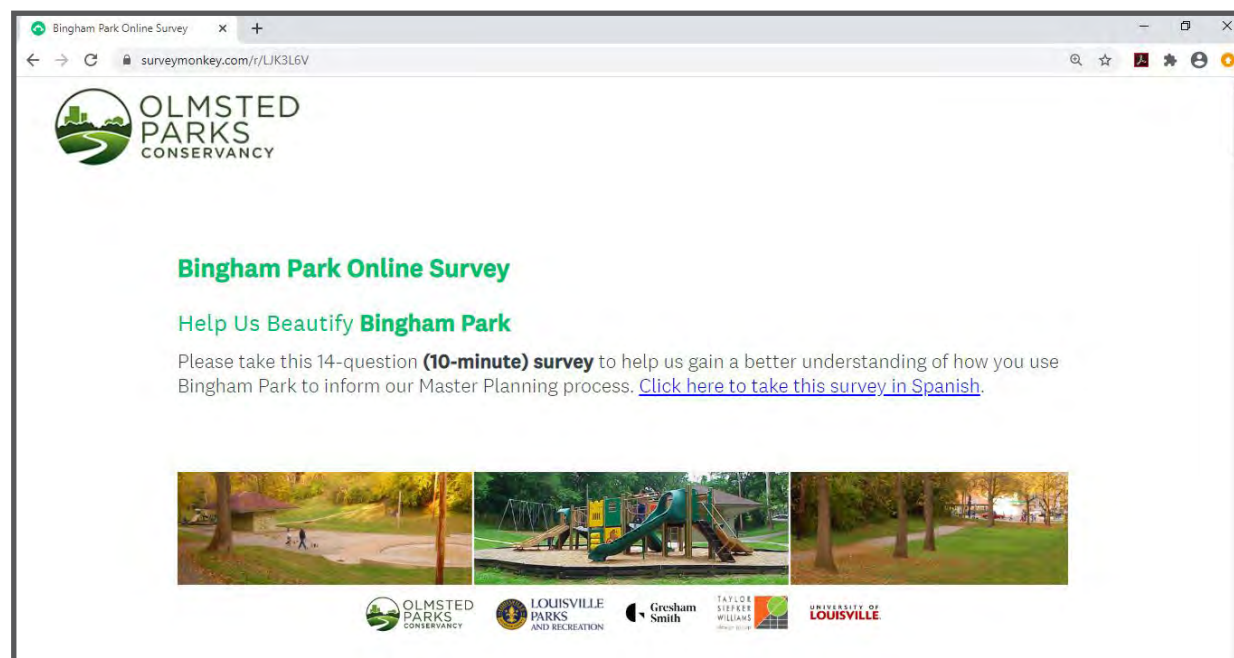 Bingham Park Online Survey
surveymonkey.com/r/LJK3L6V
OLMSTED
PARKS
CONSERVANCY
Bingham Park Online Survey
Help Us Beautify Bingham Park
Please take this 14-question (10-minute) survey to help us gain a better understanding of how you use
Bingham Park to inform our Master Planning process. Click here to take this survey in Spanish.
OLMSTED
PARKS
CONSERVANCY
LOUISVILLE
PARKS
AND RECREATION
Gresham
Smith
TAYLOR
SIEFKER
WILLIAMS
design group
UNIVERSITY OF
LOUISVILLE